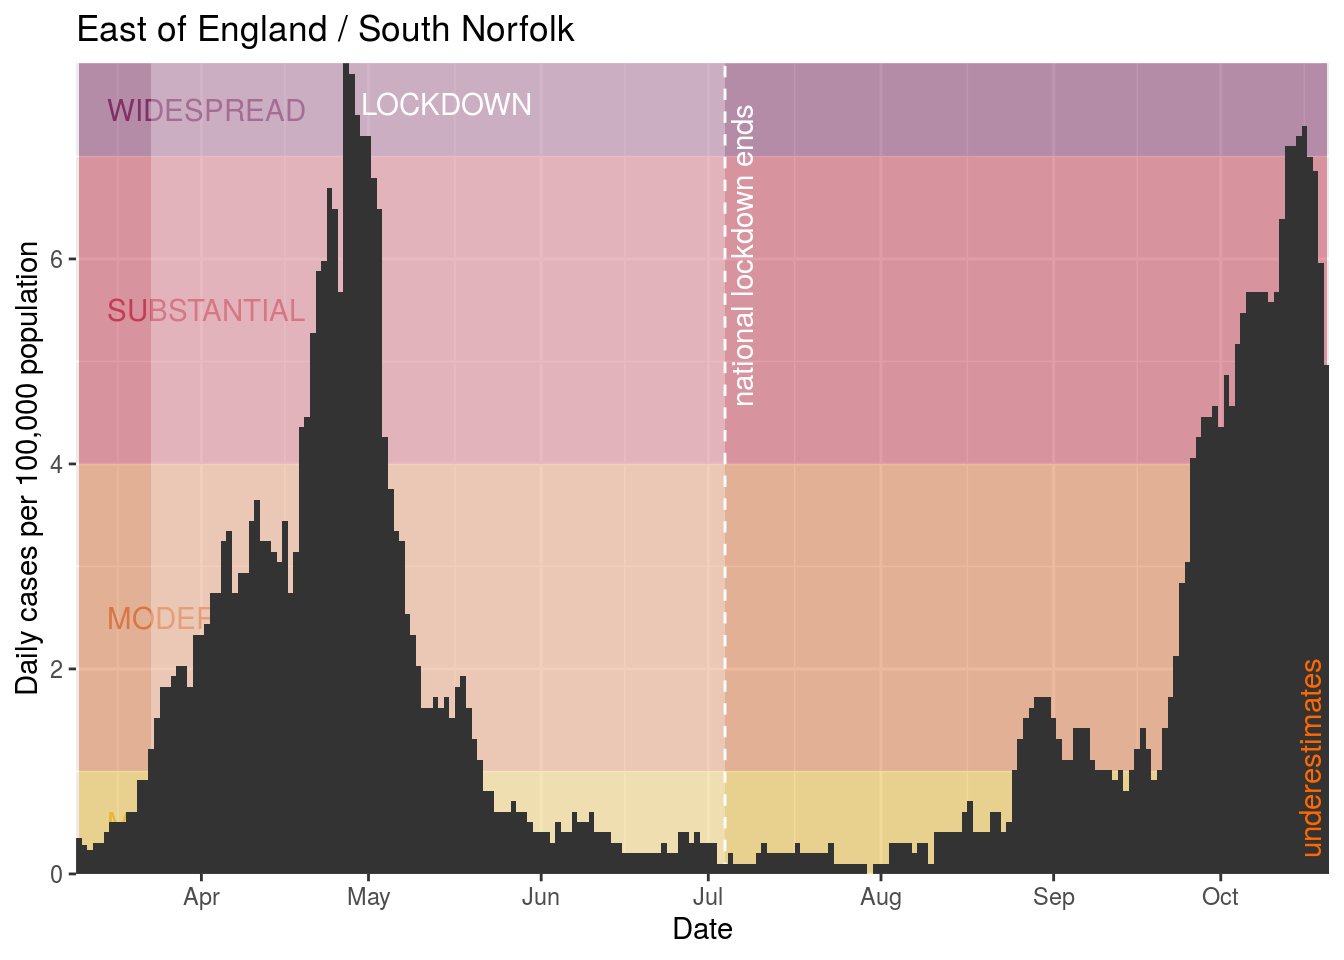 East of England / South Norfolk
WIDESPREAD
LOCKDOWN
national lockdown ends
SUBSTANTIAL
MODER
underestimates
Daily cases per 100,000 population
6
4
2
0
Apr
May
Jun
Jul
Aug
Sep
Oct
Date